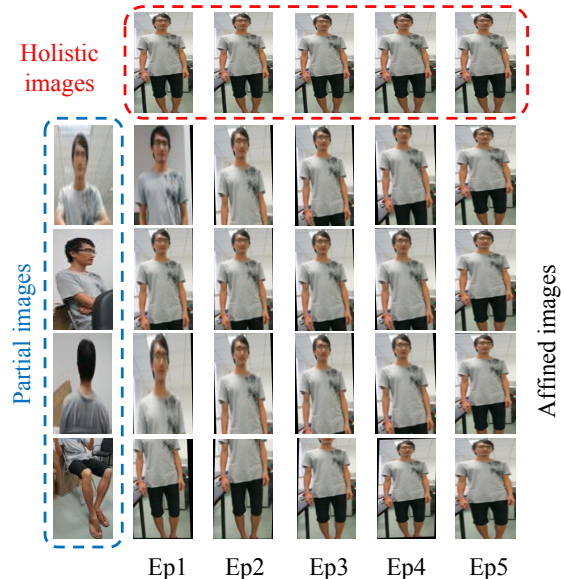 Holistic
images
Partial images
Affined images
Ep1 Ep2 Ep3 Ep4 Ep5